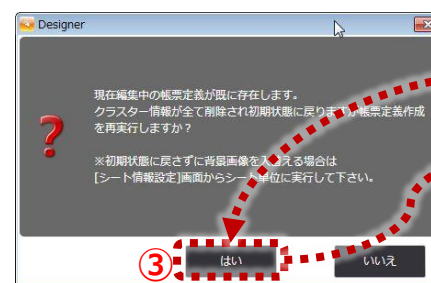 Designer
現在編集中の帳票定義が既に存在します。
クラスター情報が全て削除され初期状態に戻りますが帳票定義作成
を再実行しますか？
※初期状態に戻さずに背景画像を入替える場合は
[シート情報設定]画面からシート単位に実行して下さい。
③
はい
いいえ